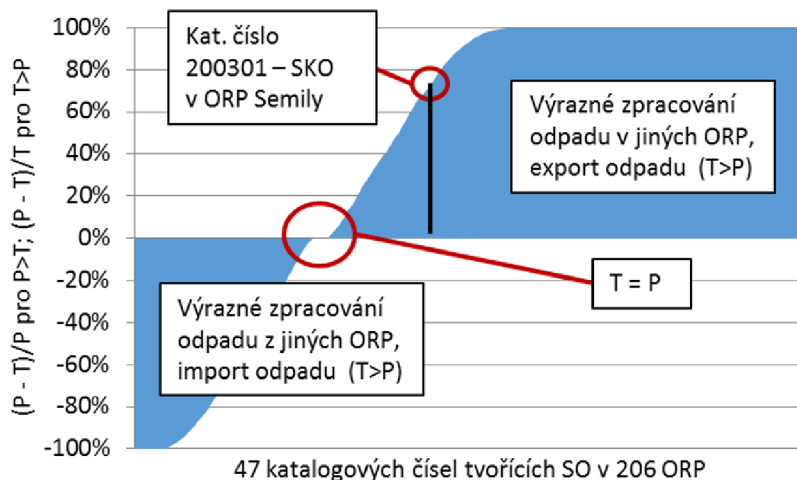 (P - T)/P pro P>T; (P - T)/T pro T>P
100%
80%
60%
40%
20%
0%
-20%
-40%
-60%
-80%
-100%
Kat. číslo
200301 – SKO
v ORP Semily
Výrazné zpracování
odpadu v jiných ORP,
export odpadu (T>P)
T = P
Výrazné zpracování
odpadu z jiných ORP,
import odpadu (T>P)
47 katalogových čísel tvořících SO v 206 ORP